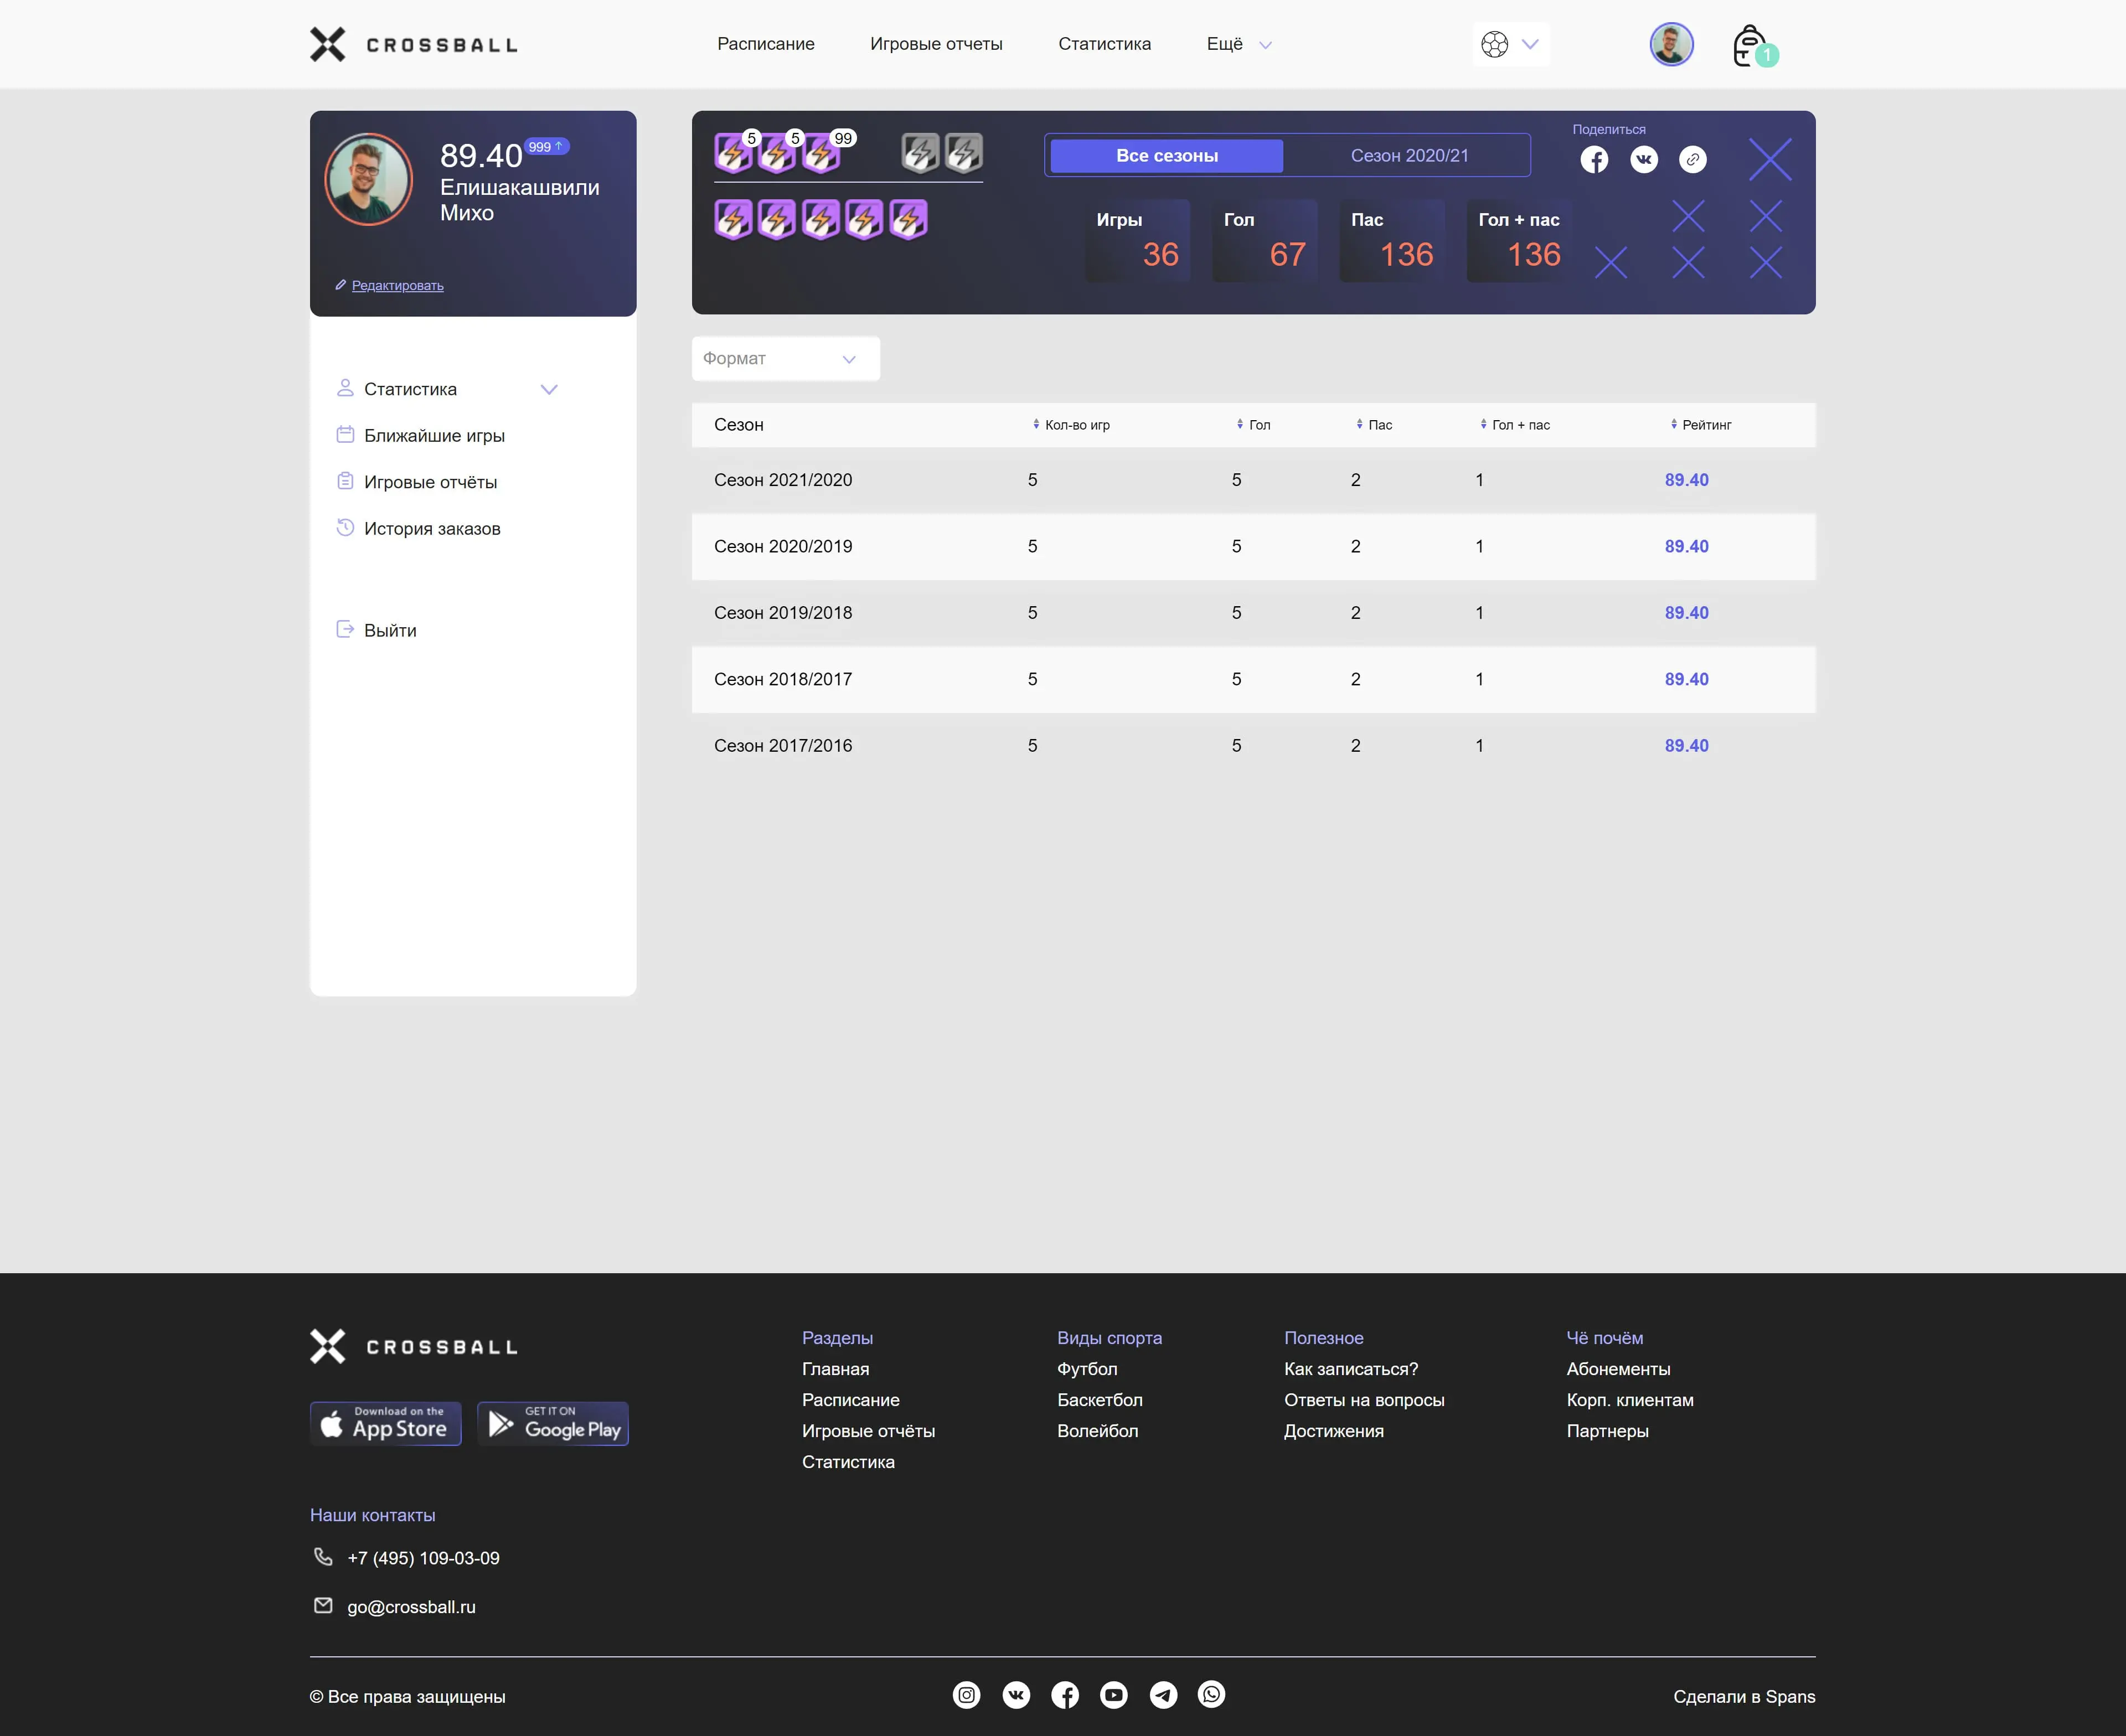 CROSSBALL
Расписание
Игровые отчеты
Статистика
Ещё
1
89.40
999 ↑
Елишакашвили
Михо
Редактировать
Статистика
Ближайшие игры
Игровые отчёты
История заказов
Выйти
5 5 99
Все сезоны
Сезон 2020/21
Поделиться
Игры
36
Гол
67
Пас
136
Гол + пас
136
Формат
Сезон Кол-во игр Гол Пас Гол + пас Рейтинг
Сезон 2021/2020 5 5 2 1 89.40
Сезон 2020/2019 5 5 2 1 89.40
Сезон 2019/2018 5 5 2 1 89.40
Сезон 2018/2017 5 5 2 1 89.40
Сезон 2017/2016 5 5 2 1 89.40
CROSSBALL
Download on the
App Store
GET IT ON
Google Play
Наши контакты
+7 (495) 109-03-09
go@crossball.ru
Разделы
Главная
Расписание
Игровые отчёты
Статистика
Виды спорта
Футбол
Баскетбол
Волейбол
Полезное
Как записаться?
Ответы на вопросы
Достижения
Чё почём
Абонементы
Корп. клиентам
Партнеры
© Все права защищены
Сделали в Spans